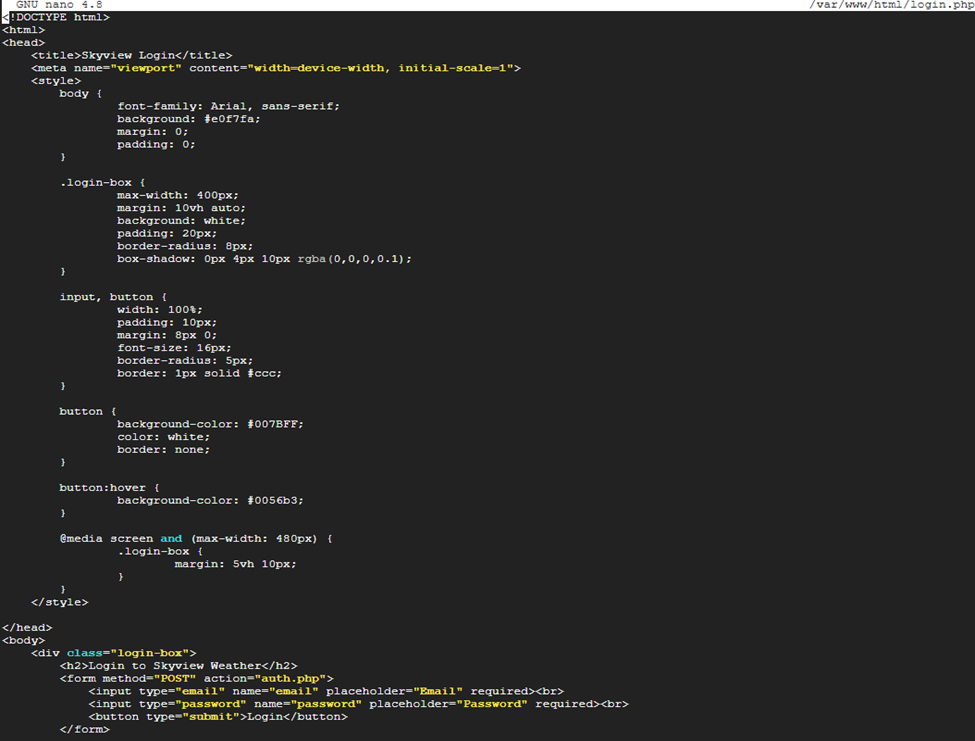 GNU nano 4.8 /var/www/html/login.php
<!DOCTYPE html>
<html>
<head>
    <title>Skyview Login</title>
    <meta name="viewport" content="width=device-width, initial-scale=1">
    <style>
        body {
                font-family: Arial, sans-serif;
                background: #e0f7fa;
                margin: 0;
                padding: 0;
        }

        .login-box {
                max-width: 400px;
                margin: 10vh auto;
                background: white;
                padding: 20px;
                border-radius: 8px;
                box-shadow: 0px 4px 10px rgba(0,0,0,0.1);
        }

        input, button {
                width: 100%;
                padding: 10px;
                margin: 8px 0;
                font-size: 16px;
                border-radius: 5px;
                border: 1px solid #ccc;
        }

        button {
                background-color: #007BFF;
                color: white;
                border: none;
        }

        button:hover {
                background-color: #0056b3;
        }

        @media screen and (max-width: 480px) {
                .login-box {
                        margin: 5vh 10px;
                }
        }
    </style>

</head>
<body>
    <div class="login-box">
        <h2>Login to Skyview Weather</h2>
        <form method="POST" action="auth.php">
            <input type="email" name="email" placeholder="Email" required><br>
            <input type="password" name="password" placeholder="Password" required><br>
            <button type="submit">Login</button>
        </form>